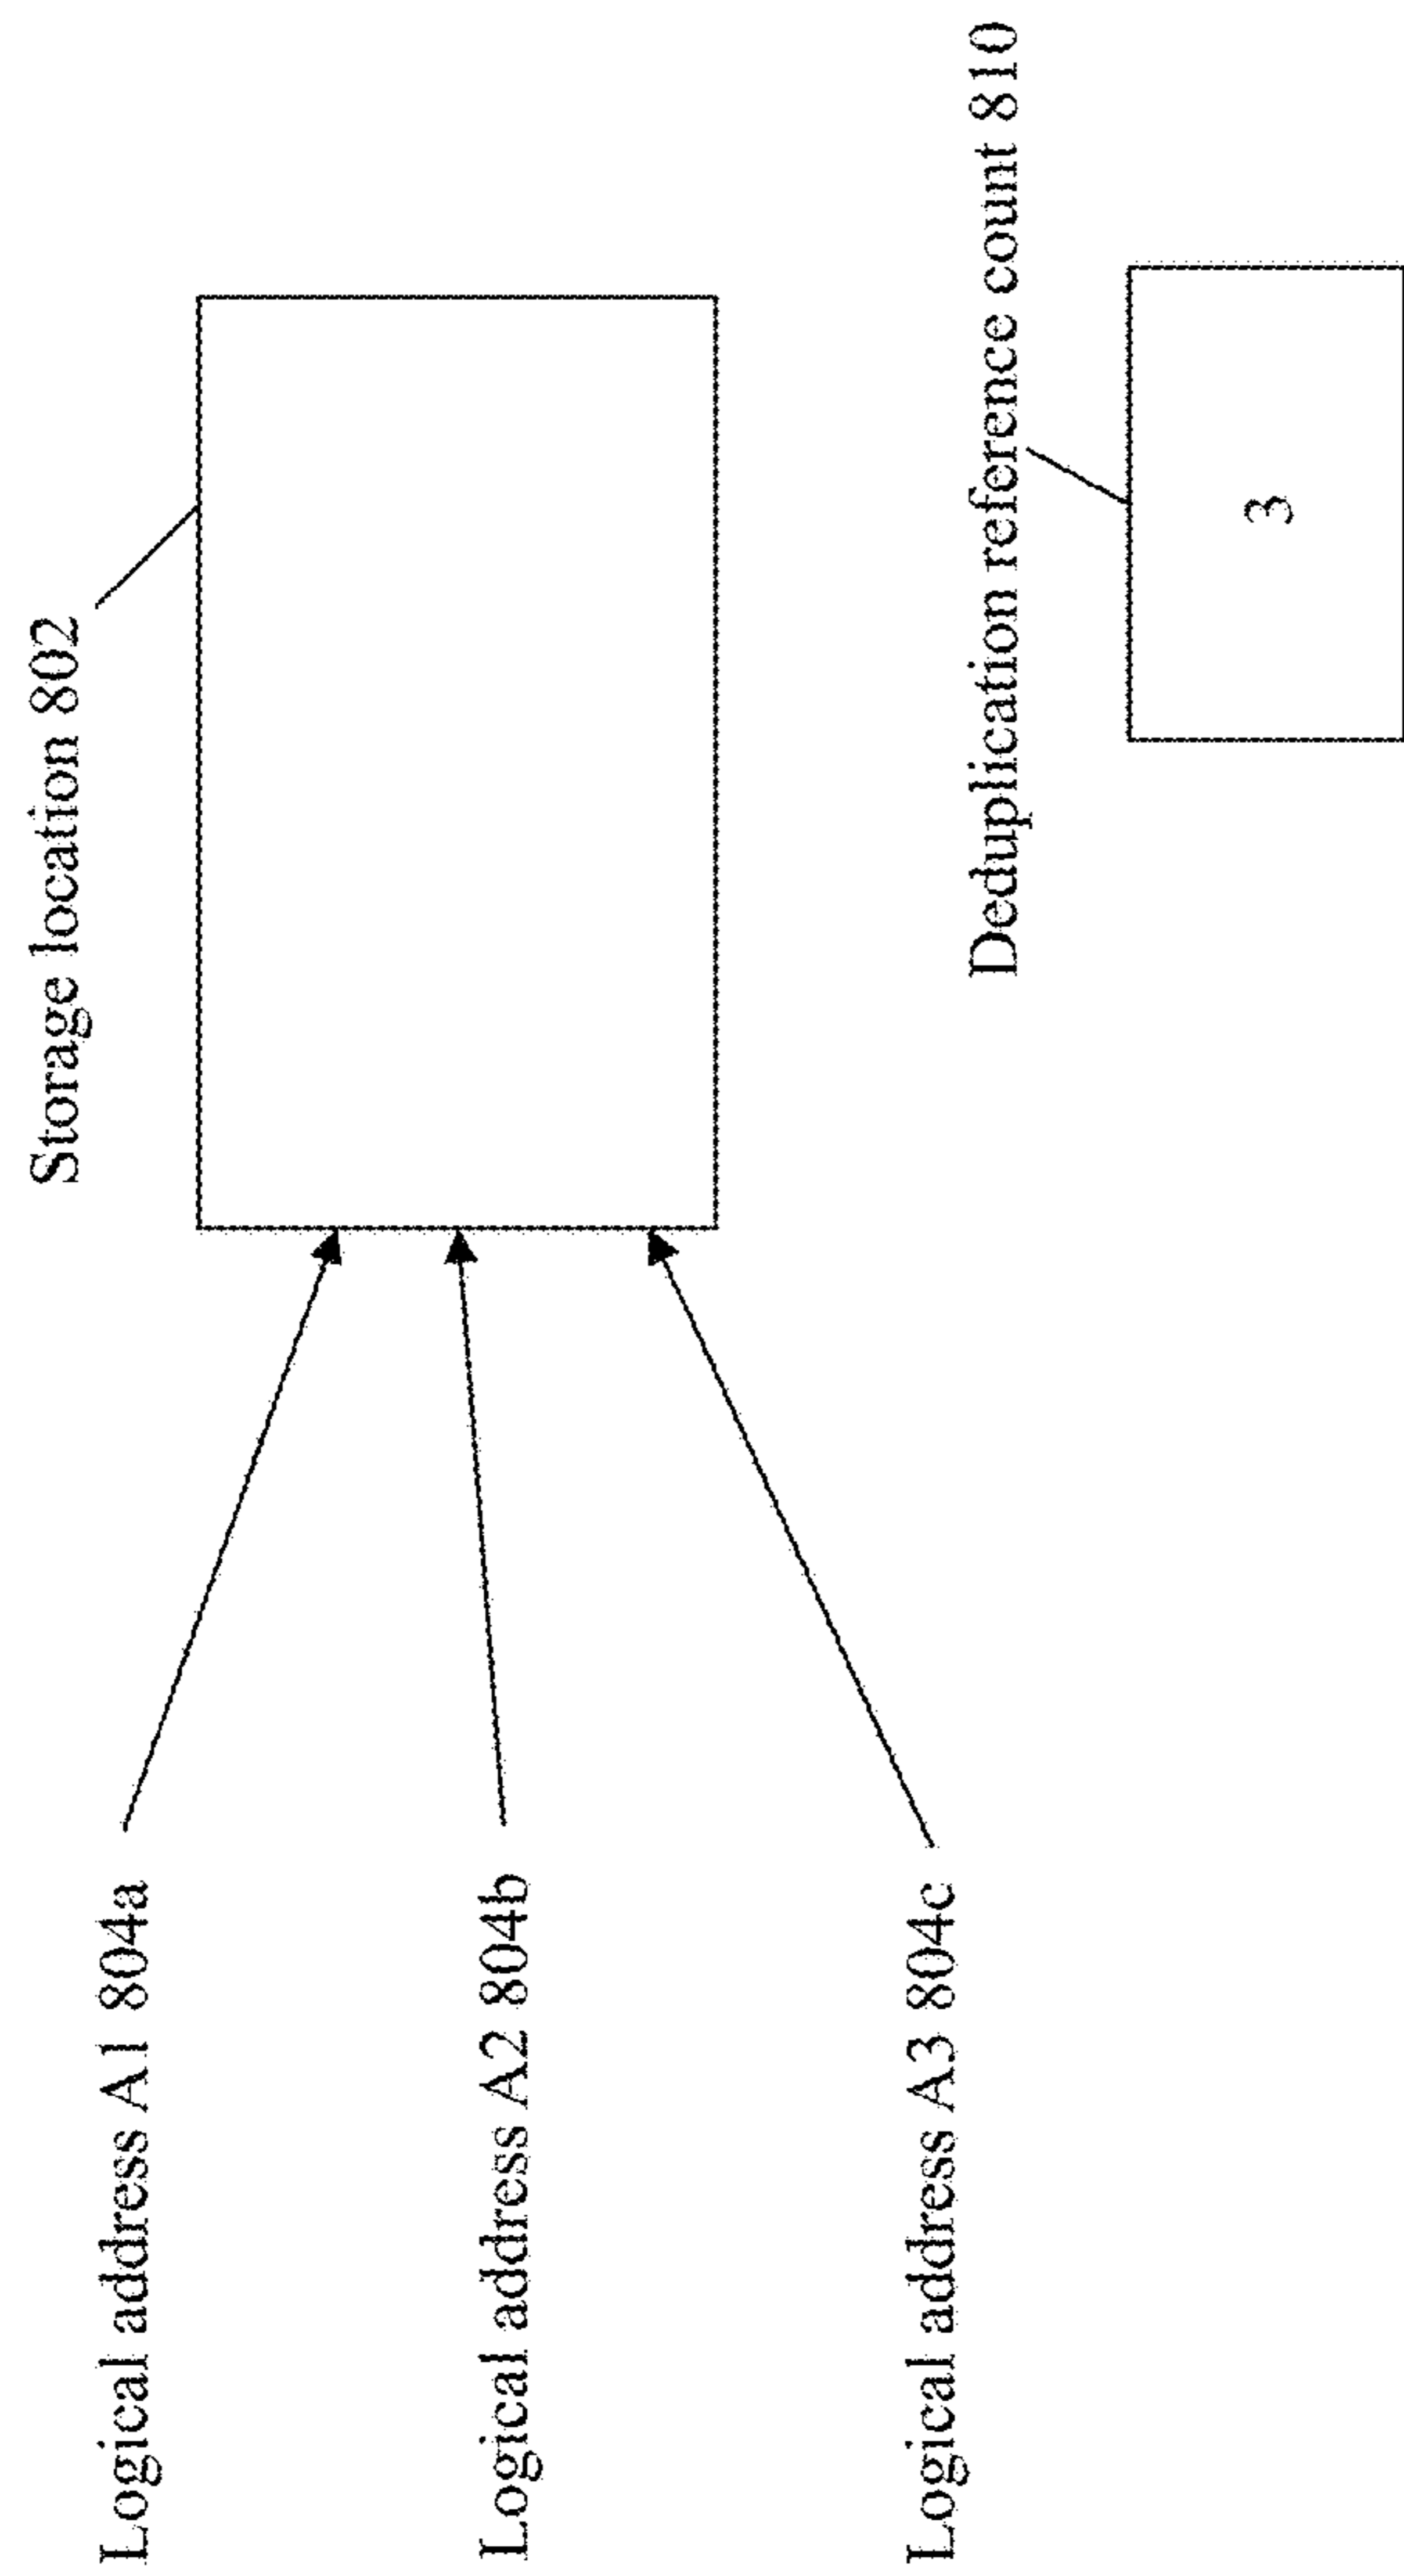 Storage location 802
Logical address A1 804a
Logical address A2 804b
Logical address A3 804c
Deduplication reference count 810
3